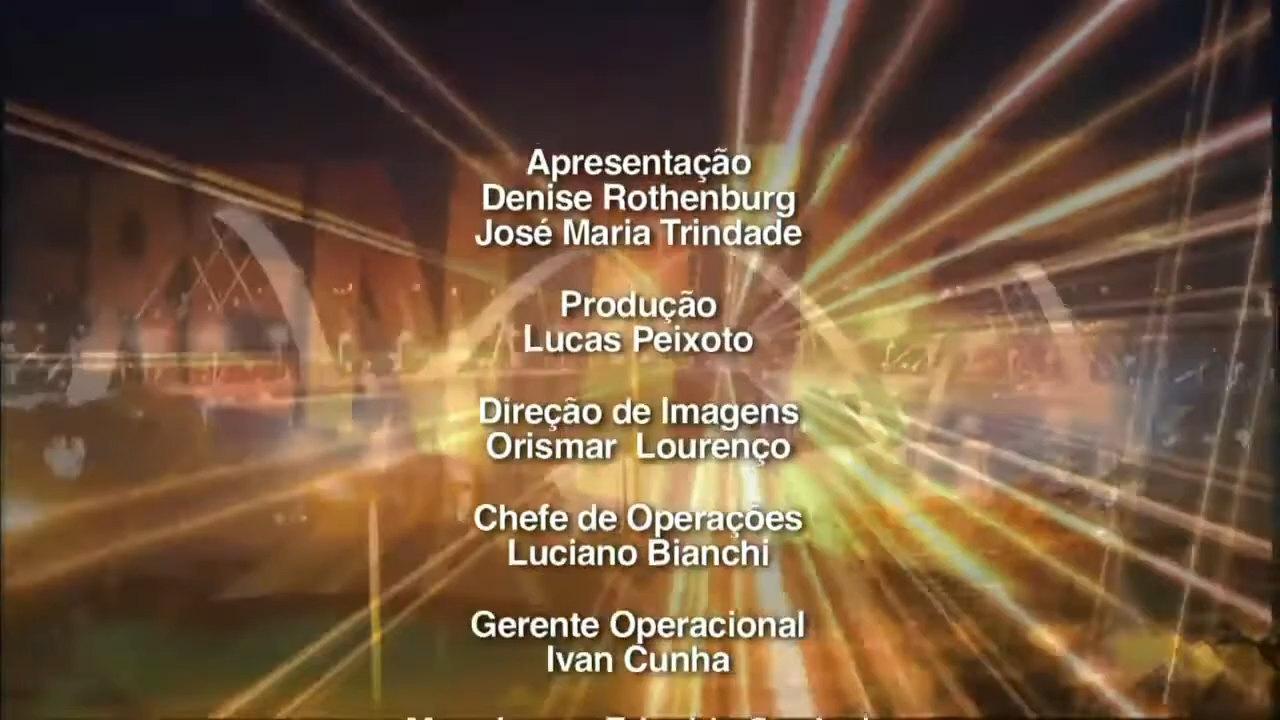 Apresentação
Denise Rothenburg
José Maria Trindade
Produção
Lucas Peixoto
Direção de Imagens
Orismar Lourenço
Chefe de Operações
Luciano Bianchi
Gerente Operacional
Ivan Cunha